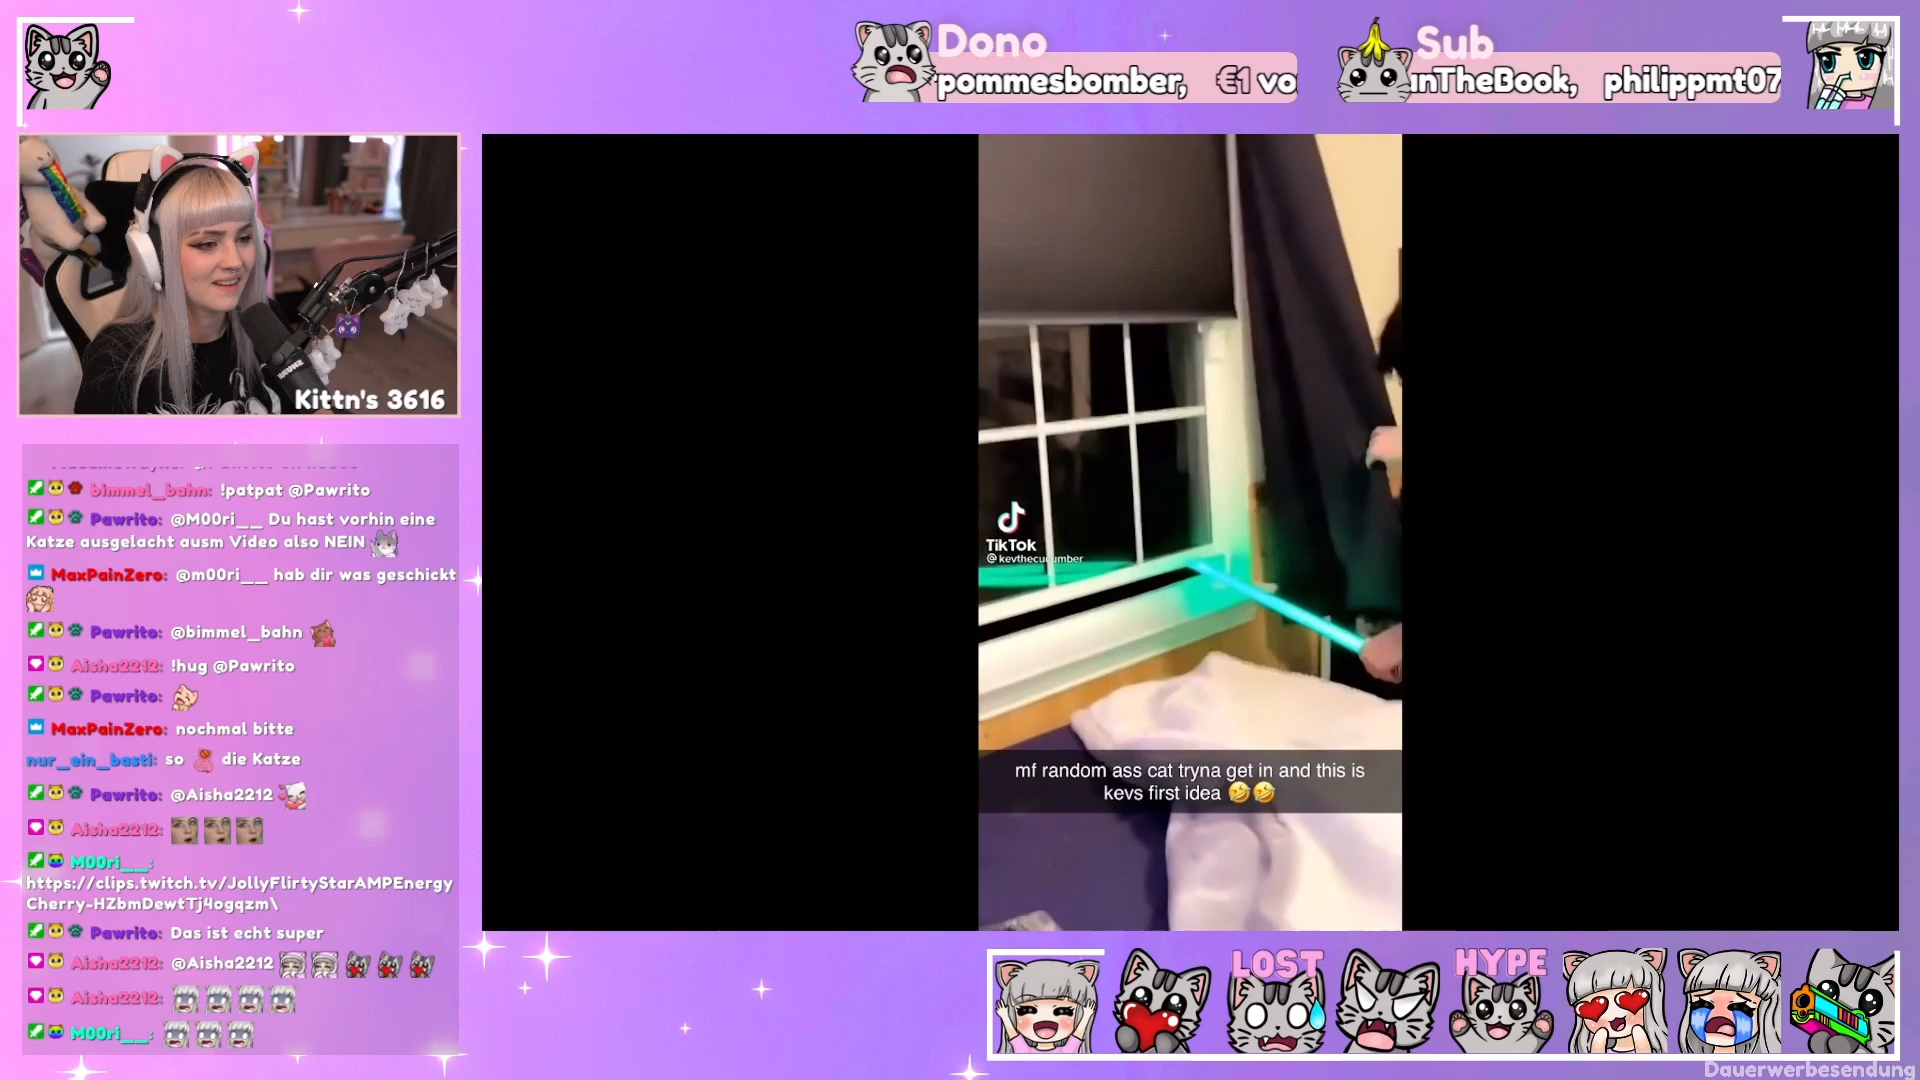 Dono
pommesbomber, €1 vo
Sub
nTheBook, philippmt07
Kittn's 3616
bimmel_bahn: !patpat @Pawrito
Pawrito: @M00ri__ Du hast vorhin eine
Katze ausgelacht ausm Video also NEIN
MaxPainZero: @m00ri__ hab dir was geschickt
Pawrito: @bimmel_bahn
Aisha2212: !hug @Pawrito
Pawrito:
MaxPainZero: nochmal bitte
nur_ein_basti: so die Katze
Pawrito: @Aisha2212
Aisha2212:
M00ri__:
https://clips.twitch.tv/JollyFlirtyStarAMPEnergy
Cherry-HZbmDewtTj4ogqzm\
Pawrito: Das ist echt super
Aisha2212: @Aisha2212
Aisha2212:
M00ri__:
TikTok
@kevthecucumber
mf random ass cat tryna get in and this is
kevs first idea
LOST
HYPE
Dauerwerbesendung